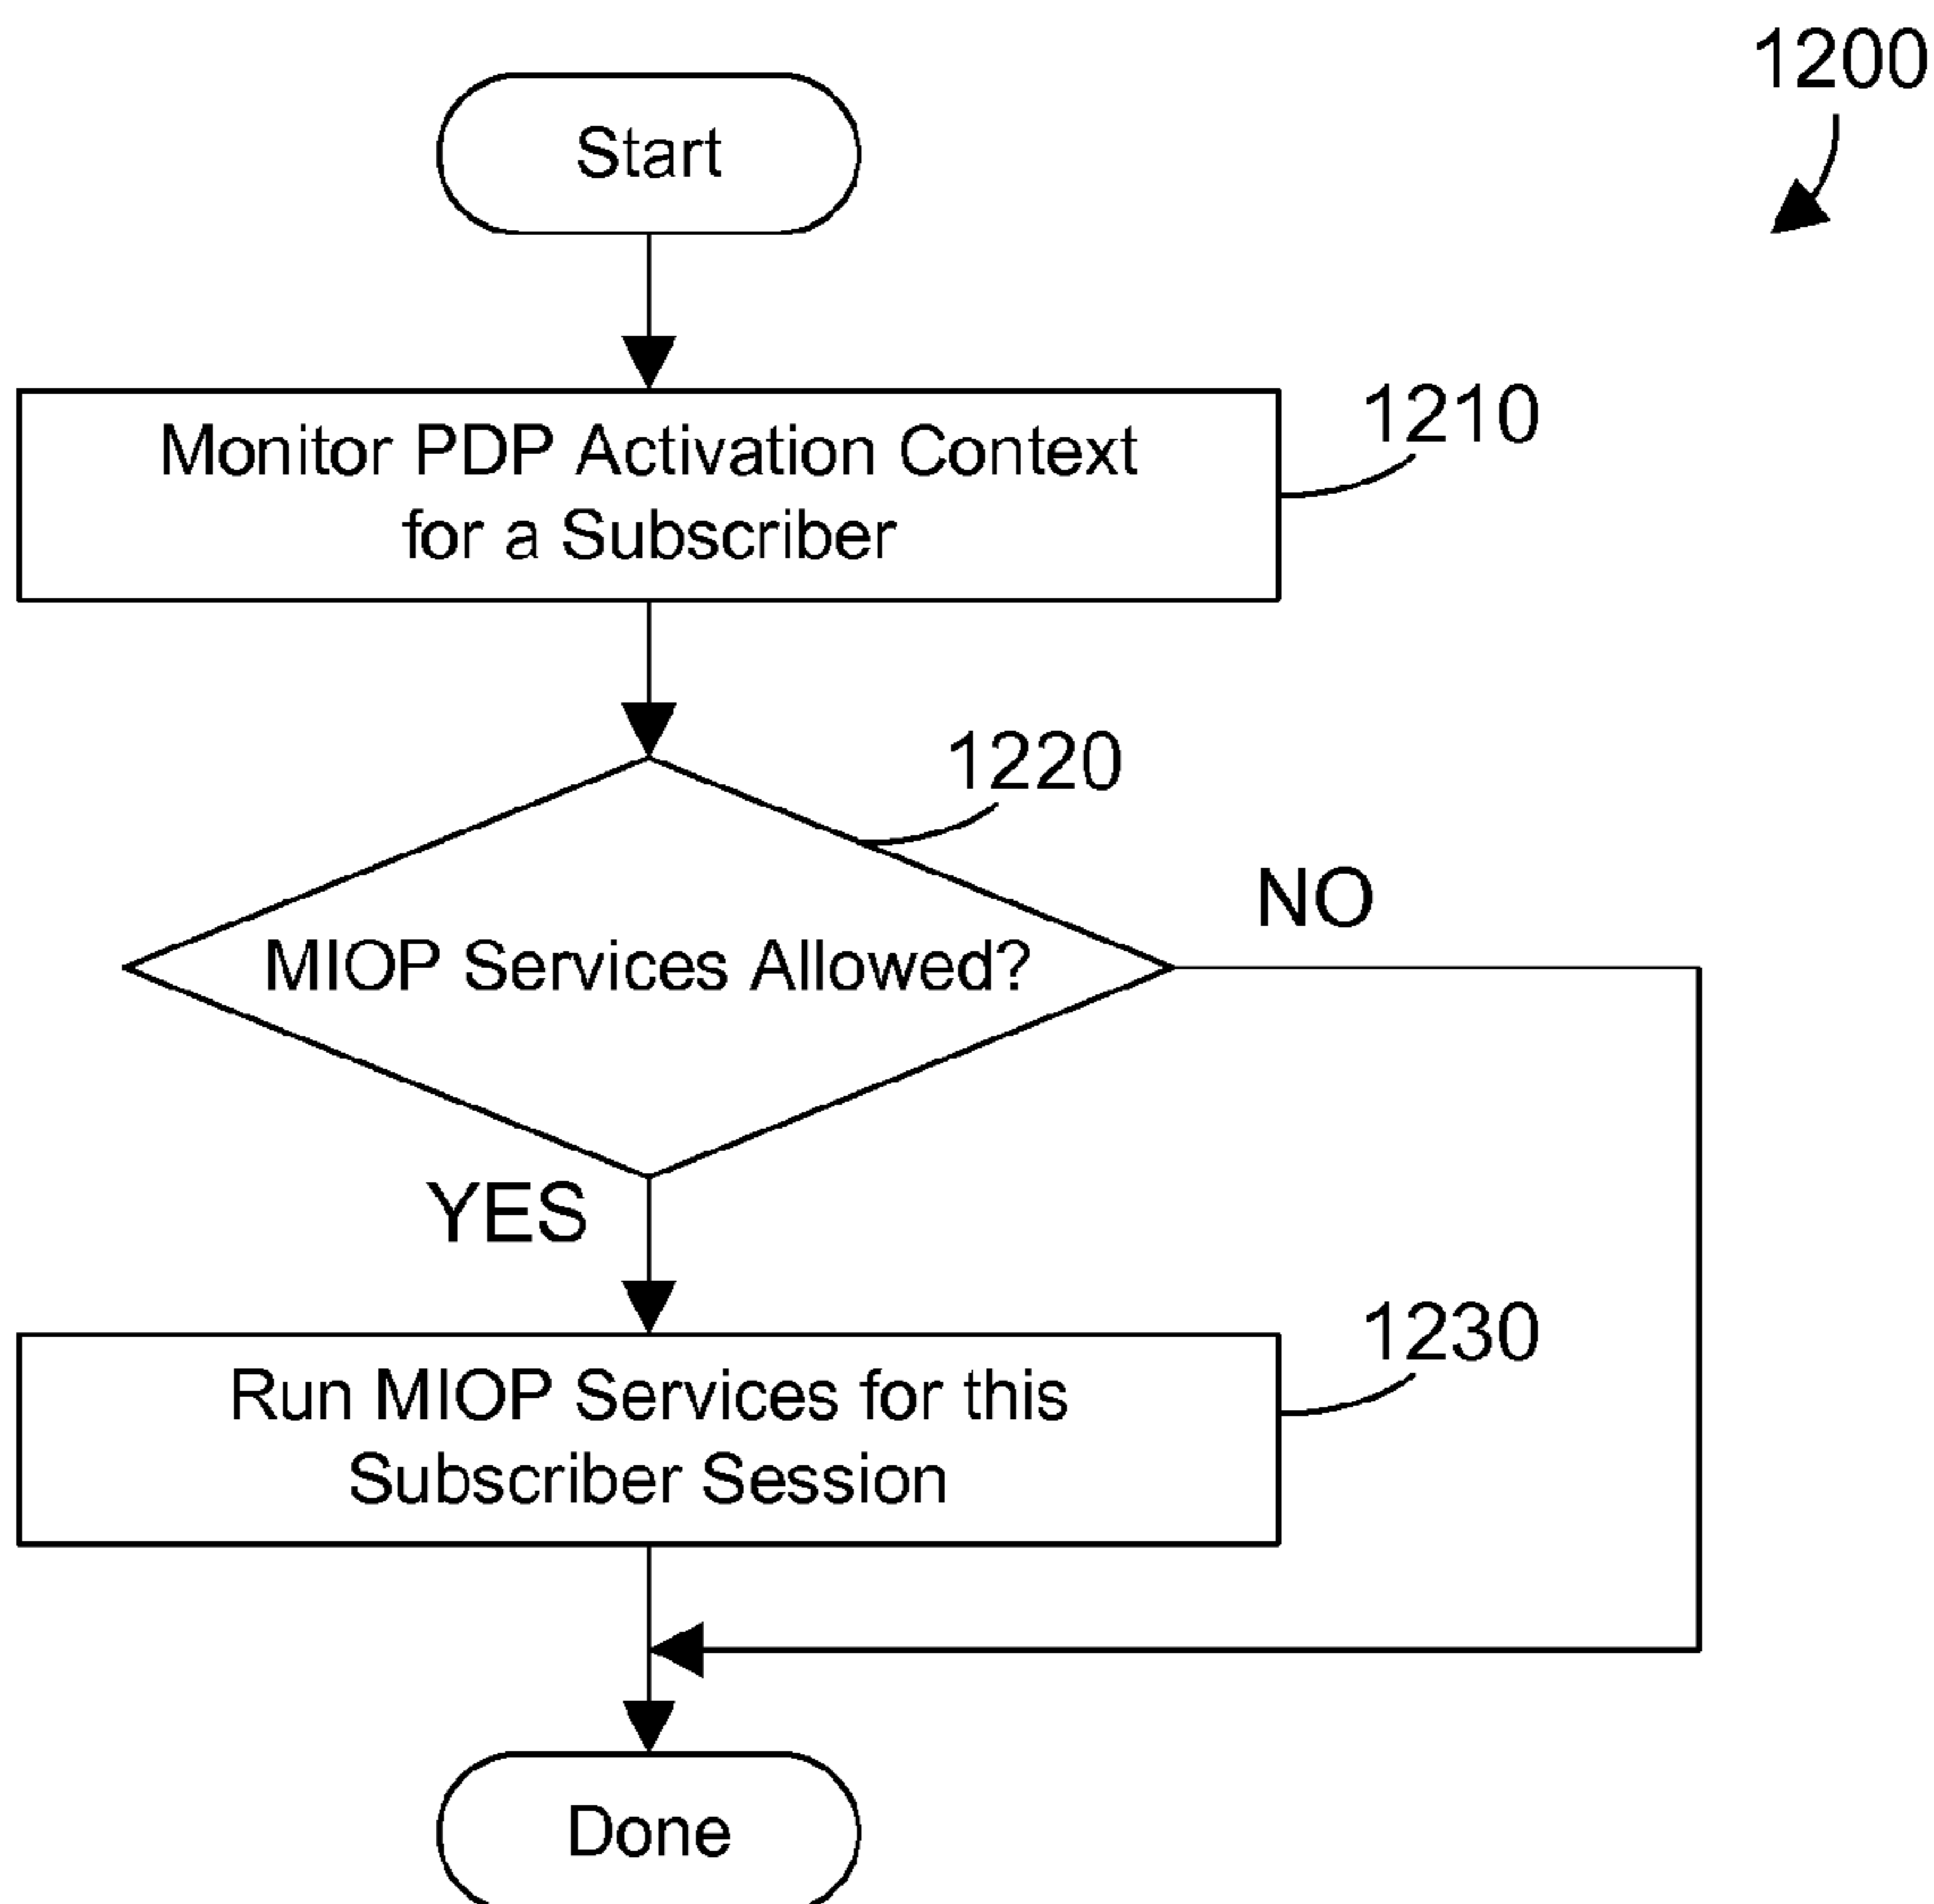 1200
Start
Monitor PDP Activation Context
for a Subscriber
1210
1220
MIOP Services Allowed?
NO
YES
Run MIOP Services for this
Subscriber Session
1230
Done